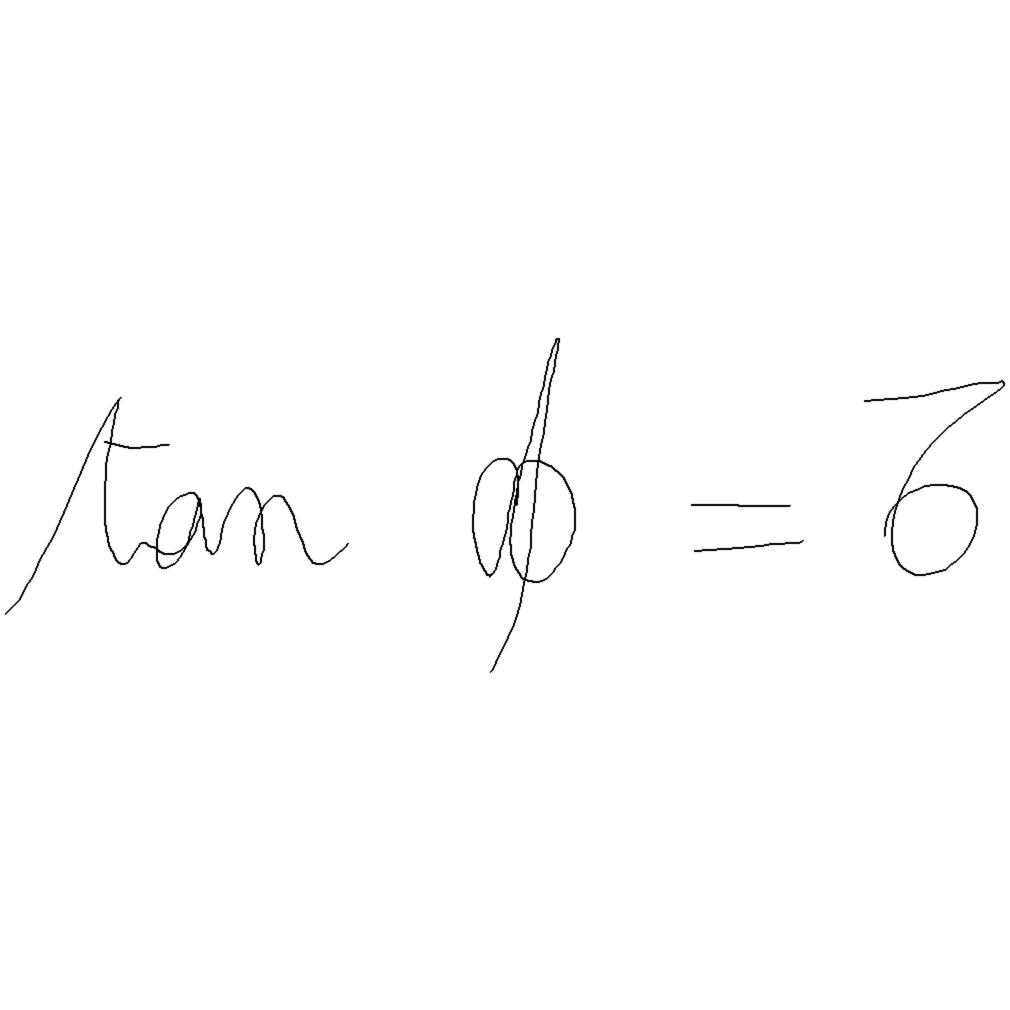 tan φ = 6